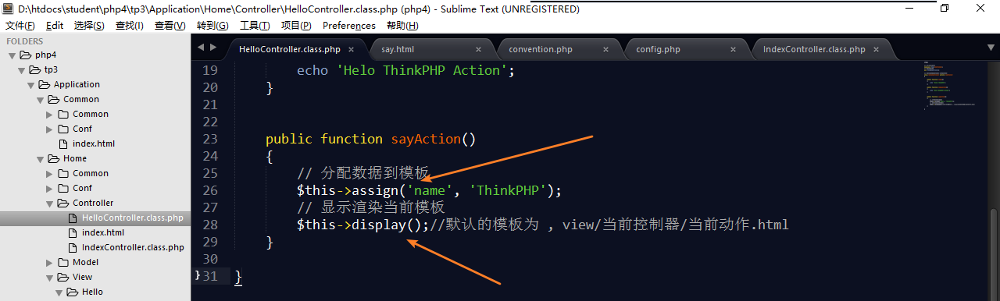 D:\htdocs\student\php4\tp3\Application\Home\Controller\HelloController.class.php (php4) - Sublime Text (UNREGISTERED)
文件(F) Edit 选择(S) 查找(I) 查看(V) 转到(G) 工具(T) 项目(P) Preferences 帮助(H)
FOLDERS
php4
tp3
Application
Common
Common
Conf
index.html
Home
Common
Conf
Controller
HelloController.class.php
index.html
IndexController.class.php
Model
View
Hello
HelloController.class.php × say.html × convention.php × config.php × IndexController.class.php ×
19 echo 'Helo ThinkPHP Action';
20 }
21
22
23 public function sayAction()
24 {
25 // 分配数据到模板
26 $this->assign('name', 'ThinkPHP');
27 // 显示渲染当前模板
28 $this->display();//默认的模板为 , view/当前控制器/当前动作.html
29 }
30
} 31 }